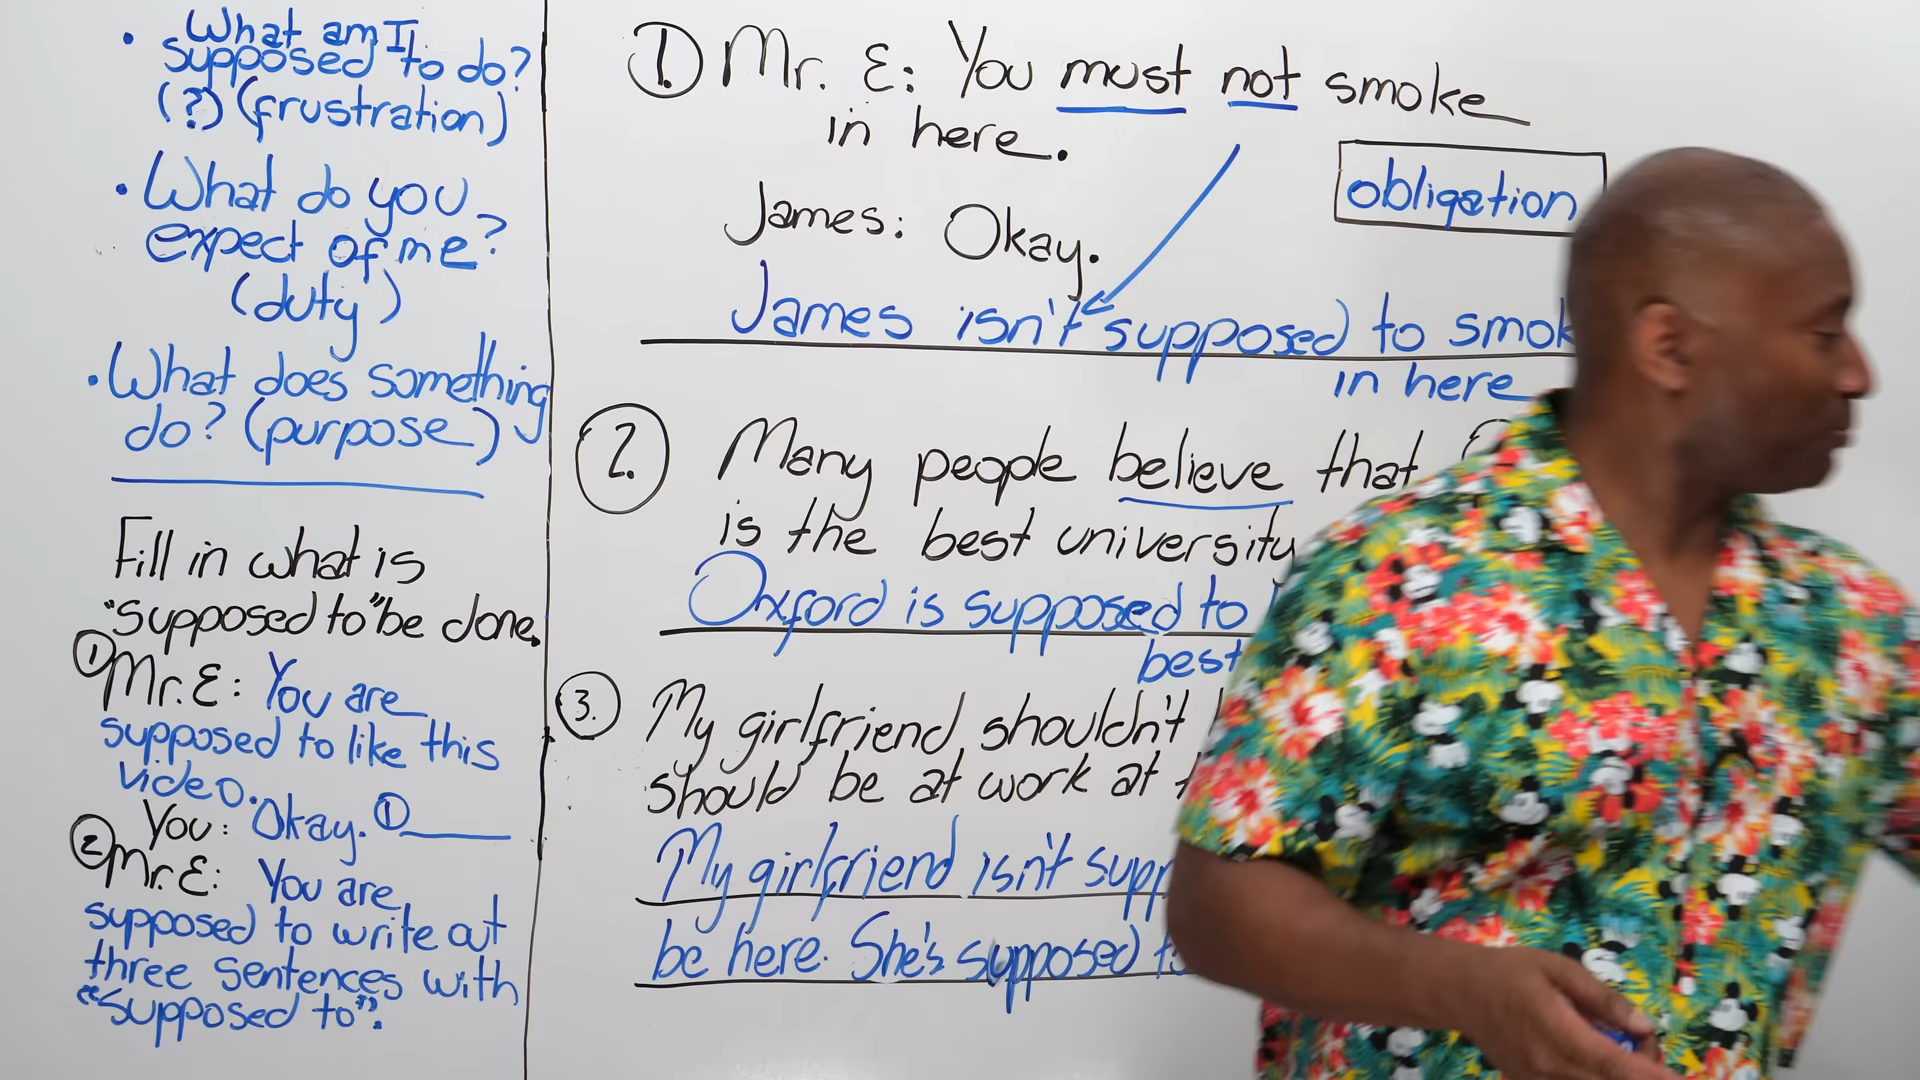 • What am I
supposed to do?
(?) (frustration)
• What do you
expect of me?
(duty)
• What does something
do? (purpose)
Fill in what is
"supposed to" be done.
① Mr. E: You are
supposed to like this
video.
You: Okay. ①______
② Mr. E: You are
supposed to write out
three sentences with
"supposed to".
①. Mr. E: You must not smoke
in here.
obligation
James: Okay.
James isn't supposed to smok
in here
②. Many people believe that
is the best university
Oxford is supposed to
best
③. My girlfriend shouldn't
should be at work at
My girlfriend isn't supp
be here. She's supposed